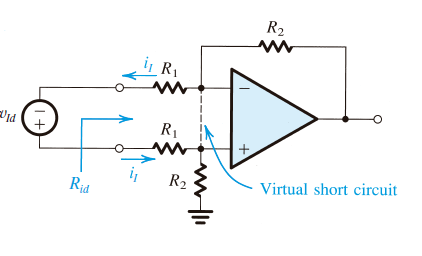 R2
iI R1
−
vId
−
+
R1
+
Rid
iI
R2
Virtual short circuit